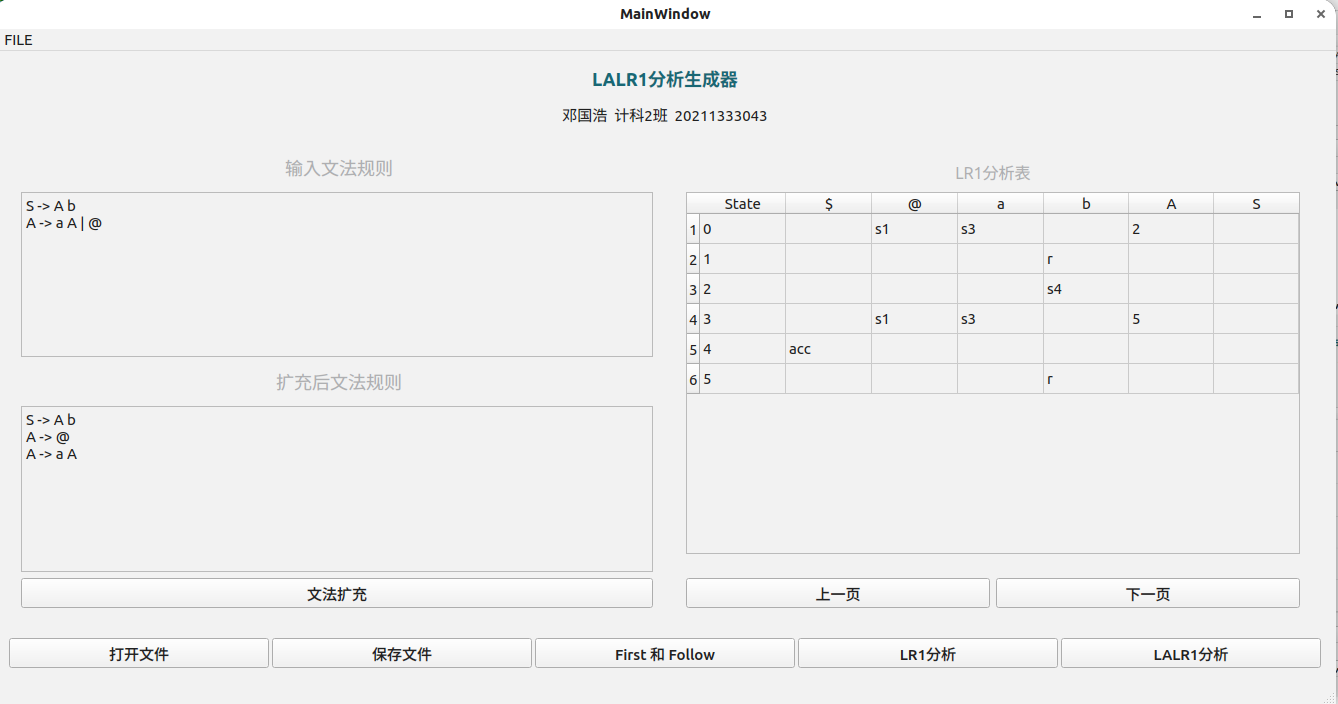 MainWindow
FILE
LALR1分析生成器
邓国浩 计科2班 20211333043
输入文法规则
S -> A b
A -> a A | @
扩充后文法规则
S -> A b
A -> @
A -> a A
文法扩充
LR1分析表
State $ @ a b A S
1 0 s1 s3 2
2 1 r
3 2 s4
4 3 s1 s3 5
5 4 acc
6 5 r
上一页 下一页
打开文件 保存文件 First 和 Follow LR1分析 LALR1分析